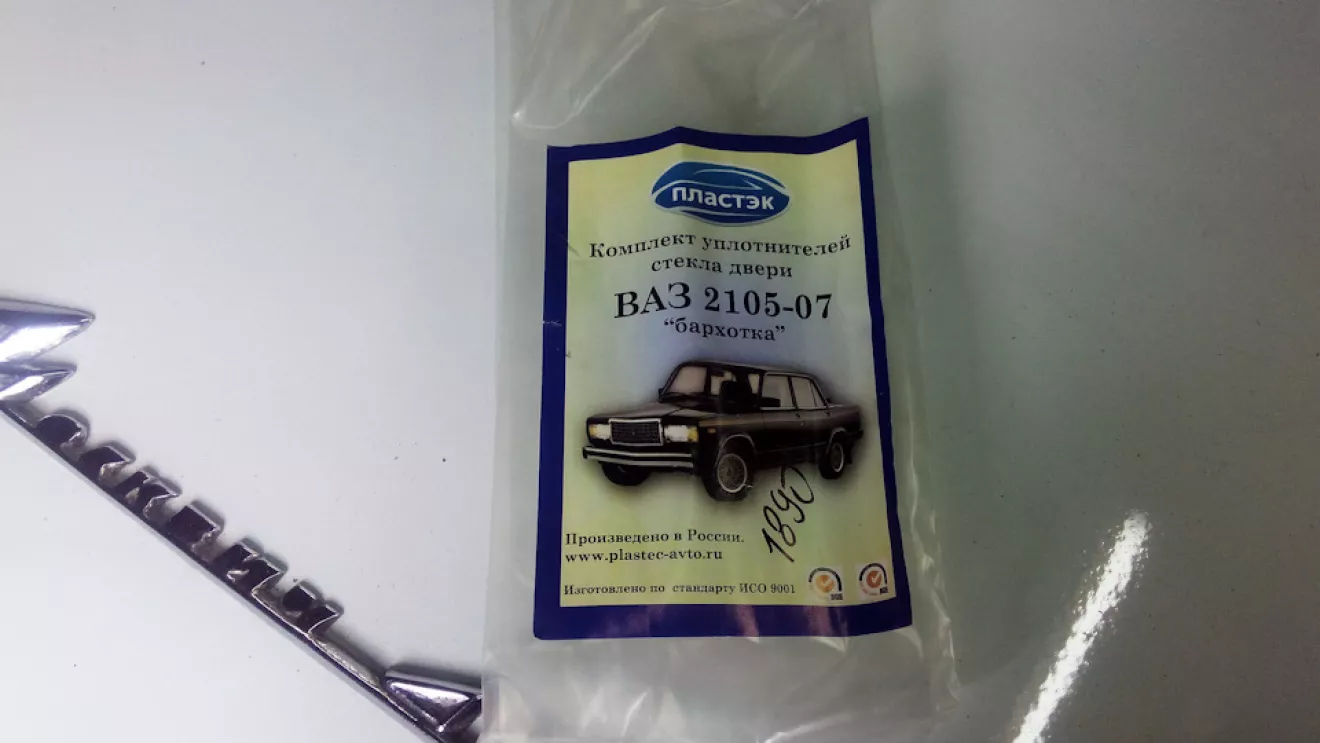 пластэк
Комплект уплотнителей
стекла двери
ВАЗ 2105-07
“бархотка”
1890
Произведено в России.
www.plastec-avto.ru
Изготовлено по стандарту ИСО 9001